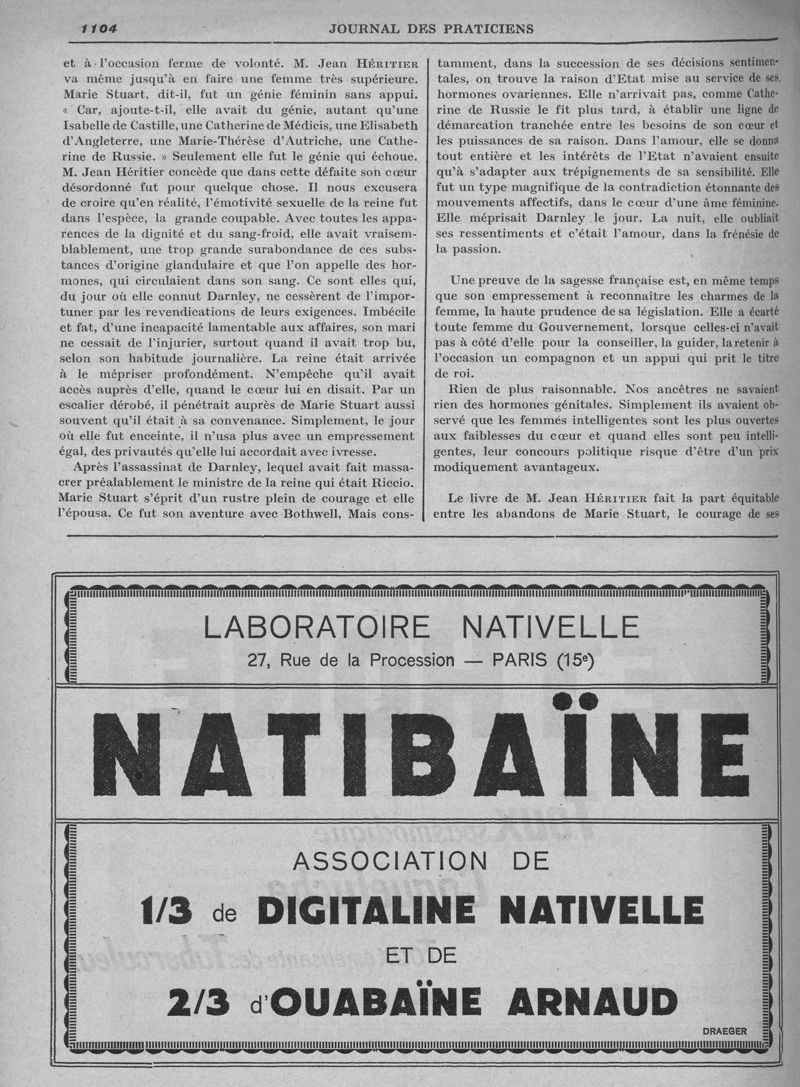 1104
JOURNAL DES PRATICIENS
et à l'occasion ferme de volonté. M. Jean HÉRITIER
va même jusqu'à en faire une femme très supérieure.
Marie Stuart, dit-il, fut un génie féminin sans appui.
« Car, ajoute-t-il, elle avait du génie, autant qu'une
Isabelle de Castille, une Catherine de Médicis, une Elisabeth
d'Angleterre, une Marie-Thérèse d'Autriche, une Cathe-
rine de Russie. » Seulement elle fut le génie qui échoue.
M. Jean Héritier concède que dans cette défaite son cœur
désordonné fut pour quelque chose. Il nous excusera
de croire qu'en réalité, l'émotivité sexuelle de la reine fut
dans l'espèce, la grande coupable. Avec toutes les appa-
rences de la dignité et du sang-froid, elle avait vraisem-
blablement, une trop grande surabondance de ces subs-
tances d'origine glandulaire et que l'on appelle des hor-
mones, qui circulaient dans son sang. Ce sont elles qui,
du jour où elle connut Darnley, ne cessèrent de l'impor-
tuner par les revendications de leurs exigences. Imbécile
et fat, d'une incapacité lamentable aux affaires, son mari
ne cessait de l'injurier, surtout quand il avait trop bu,
selon son habitude journalière. La reine était arrivée
à le mépriser profondément. N'empêche qu'il avait
accès auprès d'elle, quand le cœur lui en disait. Par un
escalier dérobé, il pénétrait auprès de Marie Stuart aussi
souvent qu'il était à sa convenance. Simplement, le jour
où elle fut enceinte, il n'usa plus avec un empressement
égal, des privautés qu'elle lui accordait avec ivresse.
Après l'assassinat de Darnley, lequel avait fait massa-
crer préalablement le ministre de la reine qui était Riccio.
Marie Stuart s'éprit d'un rustre plein de courage et elle
l'épousa. Ce fut son aventure avec Bothwell. Mais cons-
tamment, dans la succession de ses décisions sentimen-
tales, on trouve la raison d'Etat mise au service de ses
hormones ovariennes. Elle n'arrivait pas, comme Cathe-
rine de Russie le fit plus tard, à établir une ligne de
démarcation tranchée entre les besoins de son cœur et
les puissances de sa raison. Dans l'amour, elle se donna
tout entière et les intérêts de l'Etat n'avaient ensuite
qu'à s'adapter aux trépignements de sa sensibilité. Elle
fut un type magnifique de la contradiction étonnante des
mouvements affectifs, dans le cœur d'une âme féminine.
Elle méprisait Darnley le jour. La nuit, elle oubliait
ses ressentiments et c'était l'amour, dans la frénésie de
la passion.
Une preuve de la sagesse française est, en même temps
que son empressement à reconnaître les charmes de la
femme, la haute prudence de sa législation. Elle a écarté
toute femme du Gouvernement, lorsque celles-ci n'avait
pas à côté d'elle pour la conseiller, la guider, la retenir à
l'occasion un compagnon et un appui qui prit le titre
de roi.
Rien de plus raisonnable. Nos ancêtres ne savaient
rien des hormones génitales. Simplement ils avaient ob-
servé que les femmes intelligentes sont les plus ouvertes
aux faiblesses du cœur et quand elles sont peu intelli-
gentes, leur concours politique risque d'être d'un prix
modiquement avantageux.
Le livre de M. Jean HÉRITIER fait la part équitable
entre les abandons de Marie Stuart, le courage de ses
LABORATOIRE NATIVELLE
27, Rue de la Procession — PARIS (15e)
NATIBAÏNE
ASSOCIATION DE
1/3 de DIGITALINE NATIVELLE
ET DE
2/3 d'OUABAÏNE ARNAUD
DRAEGER